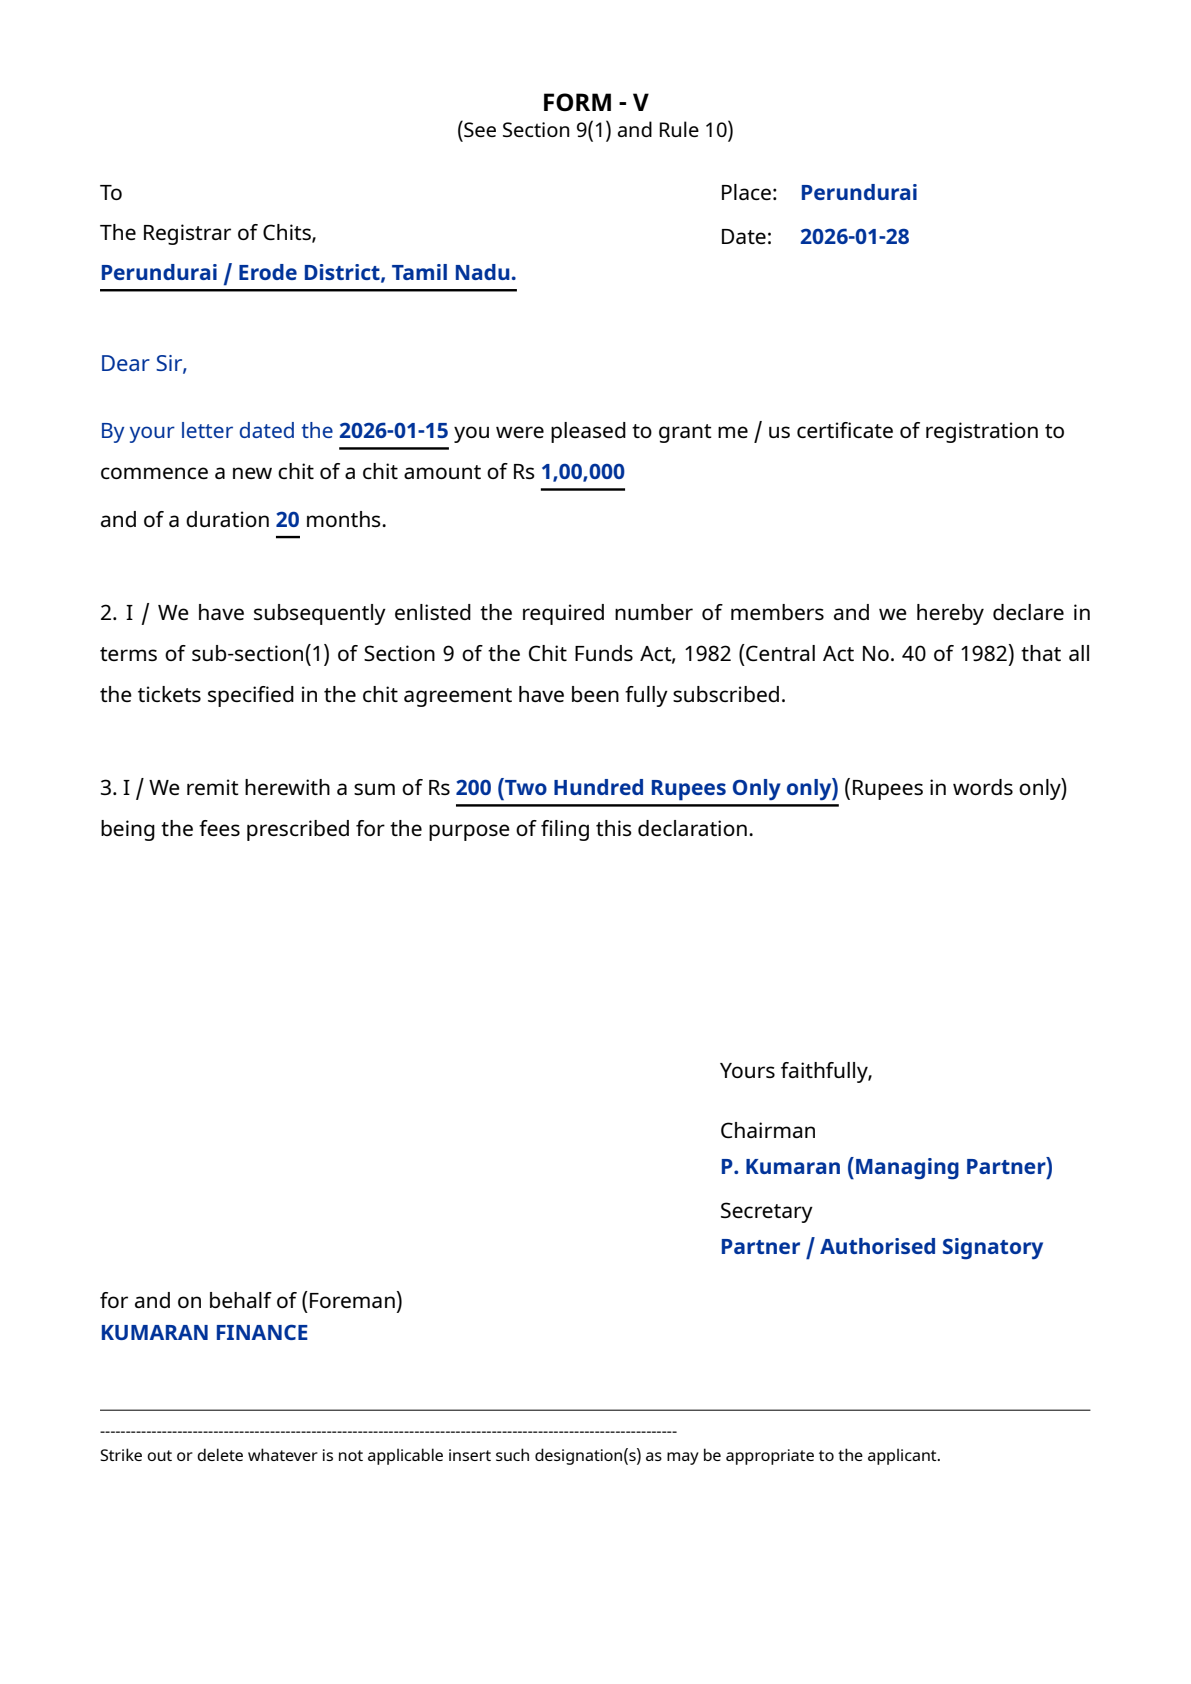 FORM - V
(See Section 9(1) and Rule 10)
To
The Registrar of Chits,
Perundurai / Erode District, Tamil Nadu.
Place: Perundurai
Date: 2026-01-28
Dear Sir,
By your letter dated the 2026-01-15 you were pleased to grant me / us certificate of registration to
commence a new chit of a chit amount of Rs 1,00,000
and of a duration 20 months.
2. I / We have subsequently enlisted the required number of members and we hereby declare in
terms of sub-section(1) of Section 9 of the Chit Funds Act, 1982 (Central Act No. 40 of 1982) that all
the tickets specified in the chit agreement have been fully subscribed.
3. I / We remit herewith a sum of Rs 200 (Two Hundred Rupees Only only) (Rupees in words only)
being the fees prescribed for the purpose of filing this declaration.
Yours faithfully,
Chairman
P. Kumaran (Managing Partner)
Secretary
Partner / Authorised Signatory
for and on behalf of (Foreman)
KUMARAN FINANCE
----------------------------------------------------------------------------------------------------------------
Strike out or delete whatever is not applicable insert such designation(s) as may be appropriate to the applicant.